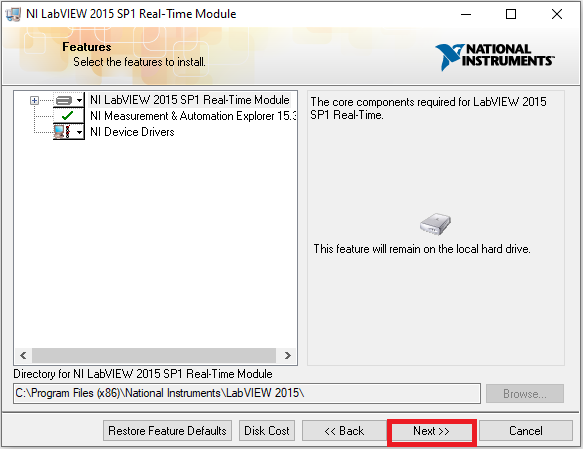 NI LabVIEW 2015 SP1 Real-Time Module
Features
Select the features to install.
NATIONAL
INSTRUMENTS
NI LabVIEW 2015 SP1 Real-Time Module
NI Measurement & Automation Explorer 15.3
NI Device Drivers
The core components required for LabVIEW 2015
SP1 Real-Time.
This feature will remain on the local hard drive.
Directory for NI LabVIEW 2015 SP1 Real-Time Module
C:\Program Files (x86)\National Instruments\LabVIEW 2015\
Browse...
Restore Feature Defaults
Disk Cost
<< Back
Next >>
Cancel